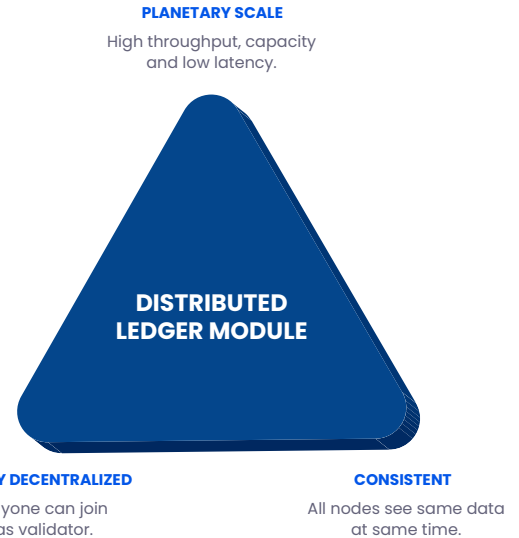 PLANETARY SCALE
High throughput, capacity
and low latency.
DISTRIBUTED
LEDGER MODULE
DECENTRALIZED
CONSISTENT
can join
All nodes see same data
as validator.
at same time.